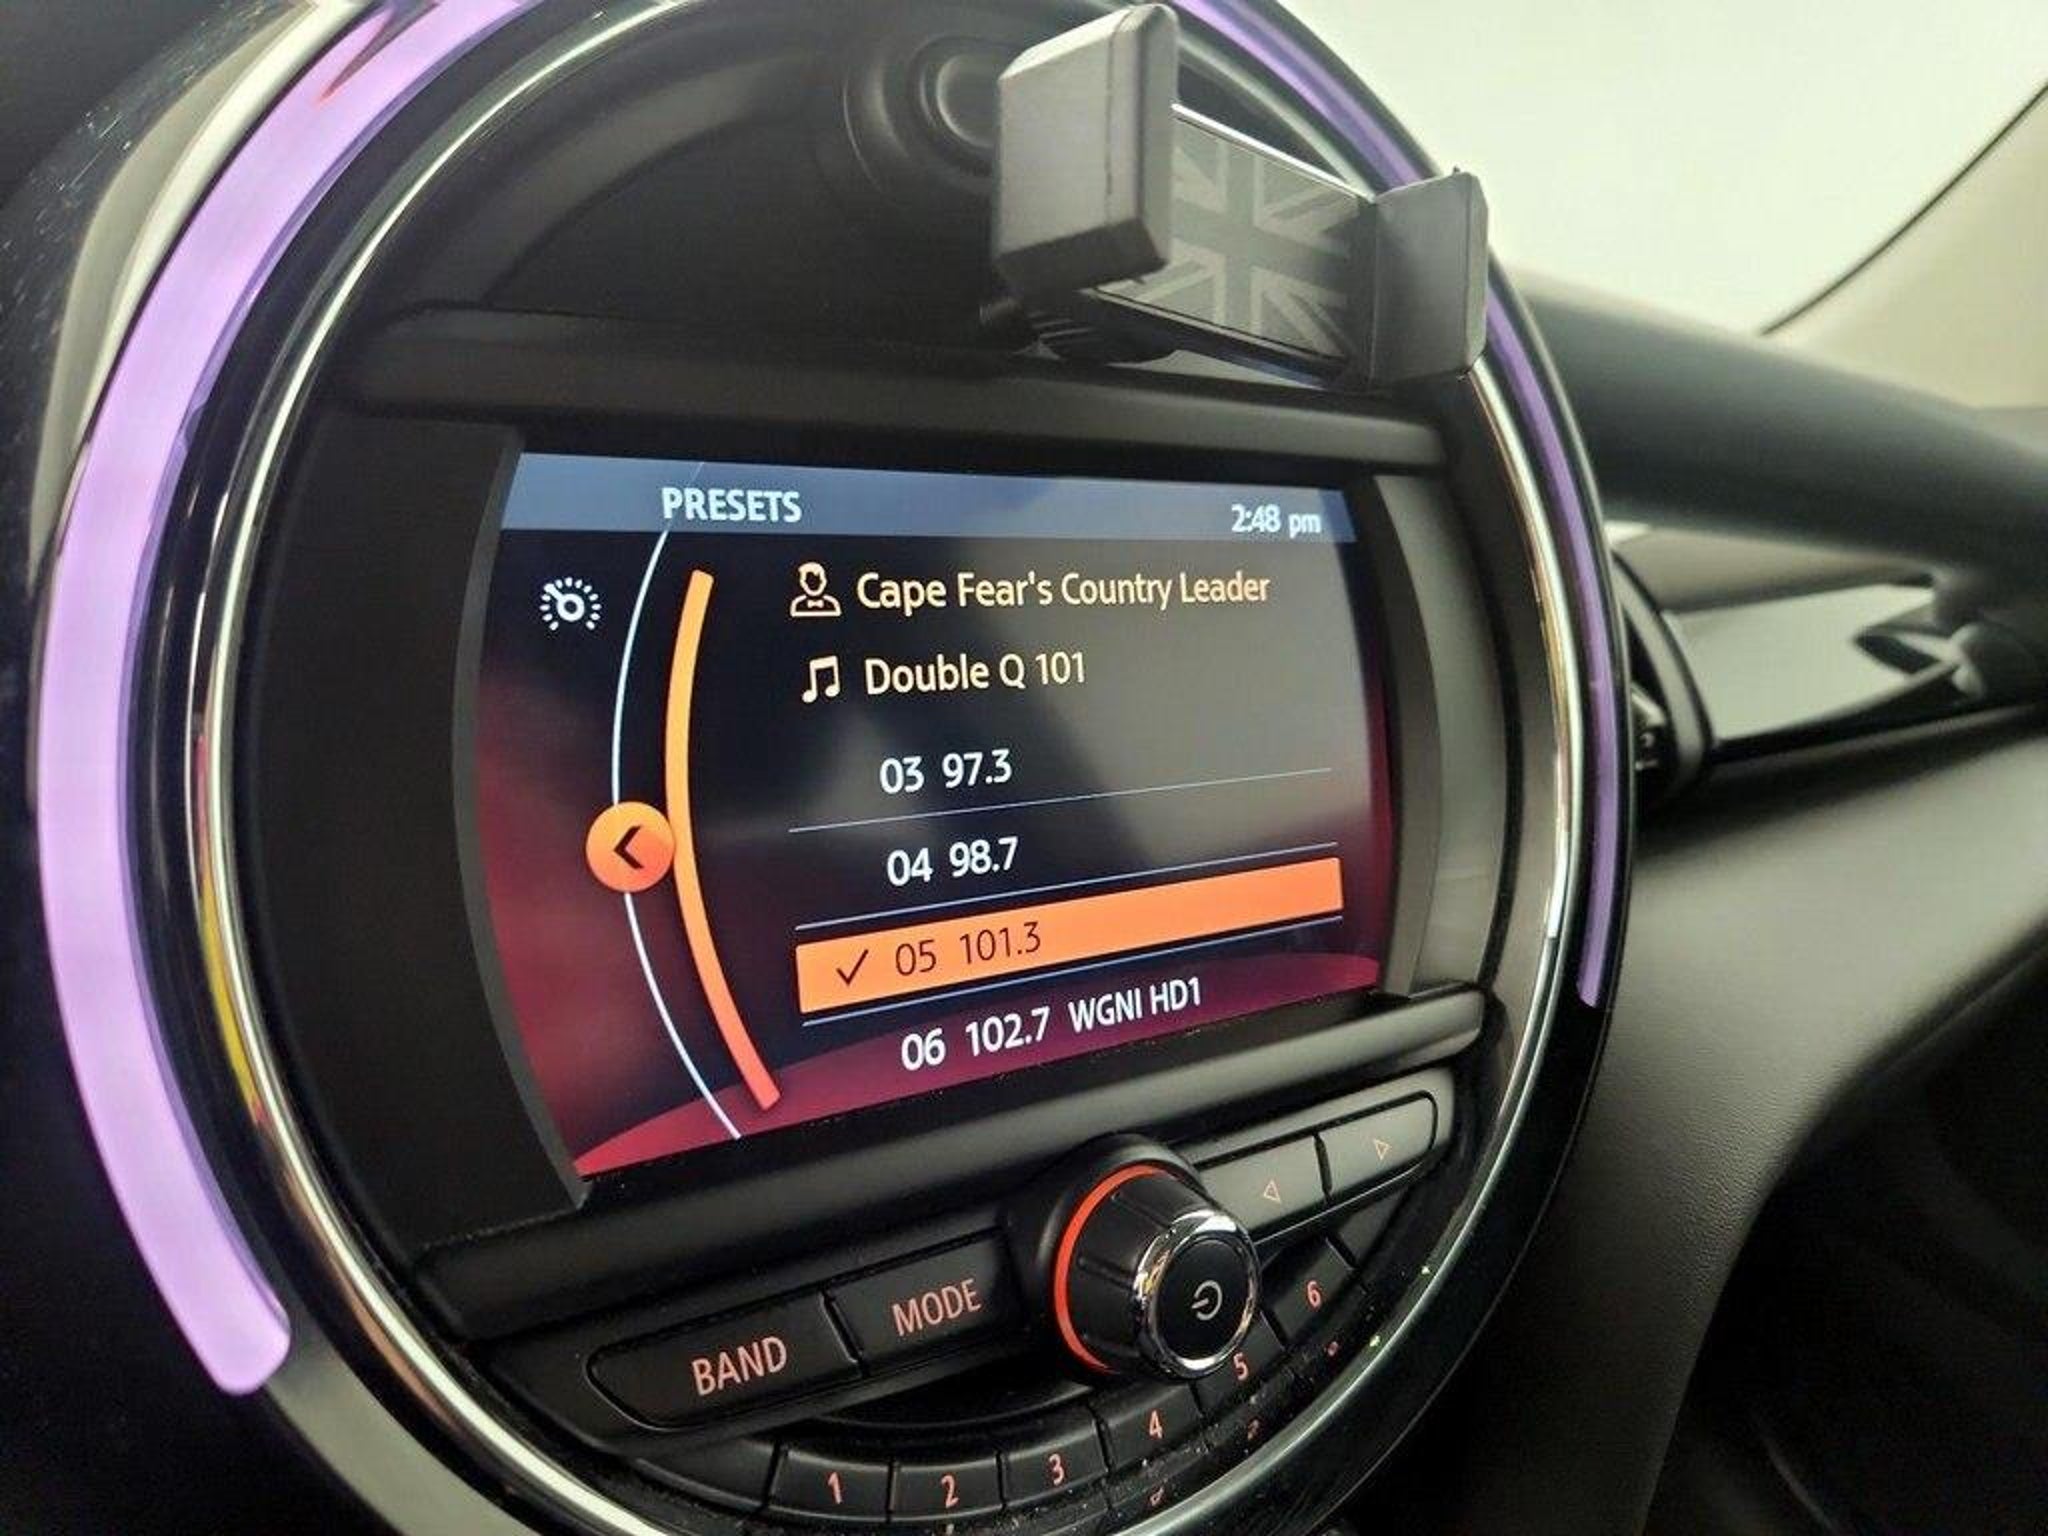 PRESETS
2:48 pm
Cape Fear's Country Leader
Double Q 101
03 97.3
04 98.7
05 101.3
06 102.7 WGNI HD1
BAND
MODE
1
2
3
4
5
6